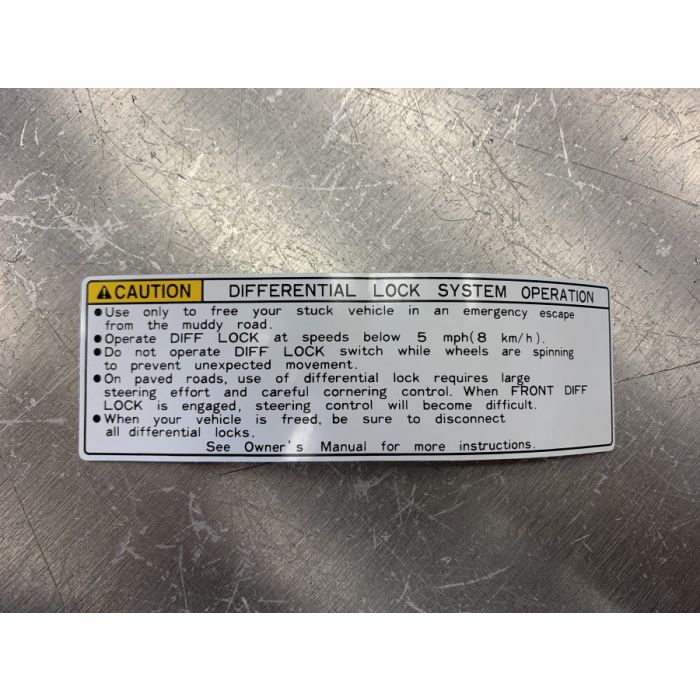 ⚠CAUTION DIFFERENTIAL LOCK SYSTEM OPERATION
●Use only to free your stuck vehicle in an emergency escape
from the muddy road.
●Operate DIFF LOCK at speeds below 5 mph(8 km/h).
●Do not operate DIFF LOCK switch while wheels are spinning
to prevent unexpected movement.
●On paved roads, use of differential lock requires large
steering effort and careful cornering control. When FRONT DIFF
LOCK is engaged, steering control will become difficult.
●When your vehicle is freed, be sure to disconnect
all differential locks.
See Owner's Manual for more instructions.